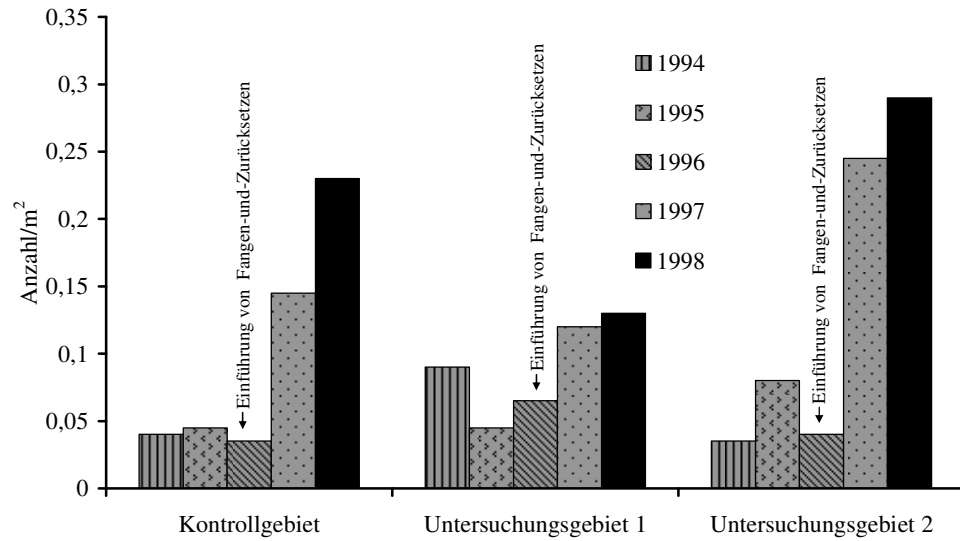 0,35
0,3
0,25
0,2
0,15
0,1
0,05
0
Anzahl/m²
Einführung von Fangen-und-Zurücksetzen
Einführung von Fangen-und-Zurücksetzen
Einführung von Fangen-und-Zurücksetzen
1994
1995
1996
1997
1998
Kontrollgebiet
Untersuchungsgebiet 1
Untersuchungsgebiet 2